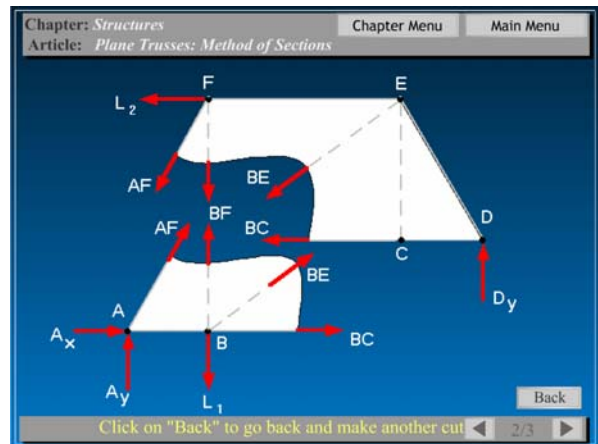 Chapter: Structures
Chapter Menu
Main Menu
Article: Plane Trusses: Method of Sections
F
E
L2
AF
BE
BF
AF
BC
D
BE
C
A
Dy
Ax
B
BC
Ay
L1
Back
Click on "Back" to go back and make another cut
2/3